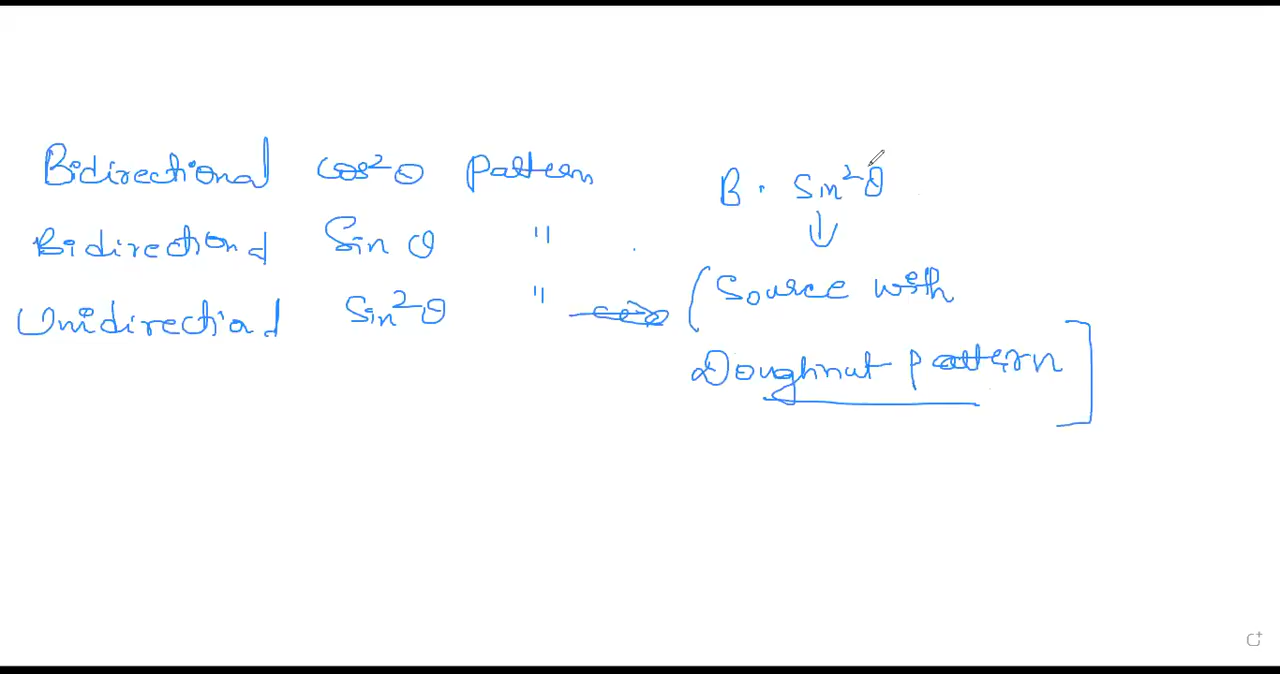 Bidirectional cos²θ pattern
Bidirectional Sin θ "
Unidirectional Sin²θ "
B. Sin²θ
↓
(Source with
Doughnut pattern]